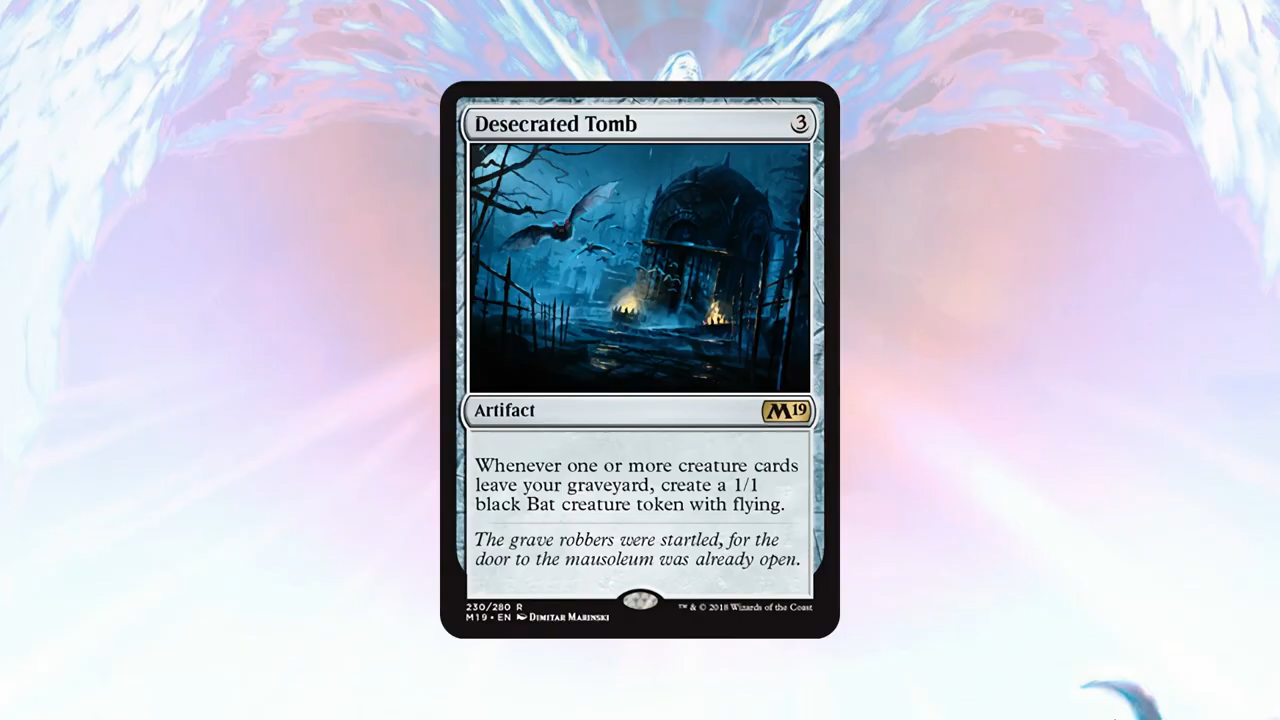 Desecrated Tomb 3
Artifact M19
Whenever one or more creature cards
leave your graveyard, create a 1/1
black Bat creature token with flying.
The grave robbers were startled, for the
door to the mausoleum was already open.
230/280 R
™ & © 2018 Wizards of the Coast
M19 • EN Dimitar Marinski